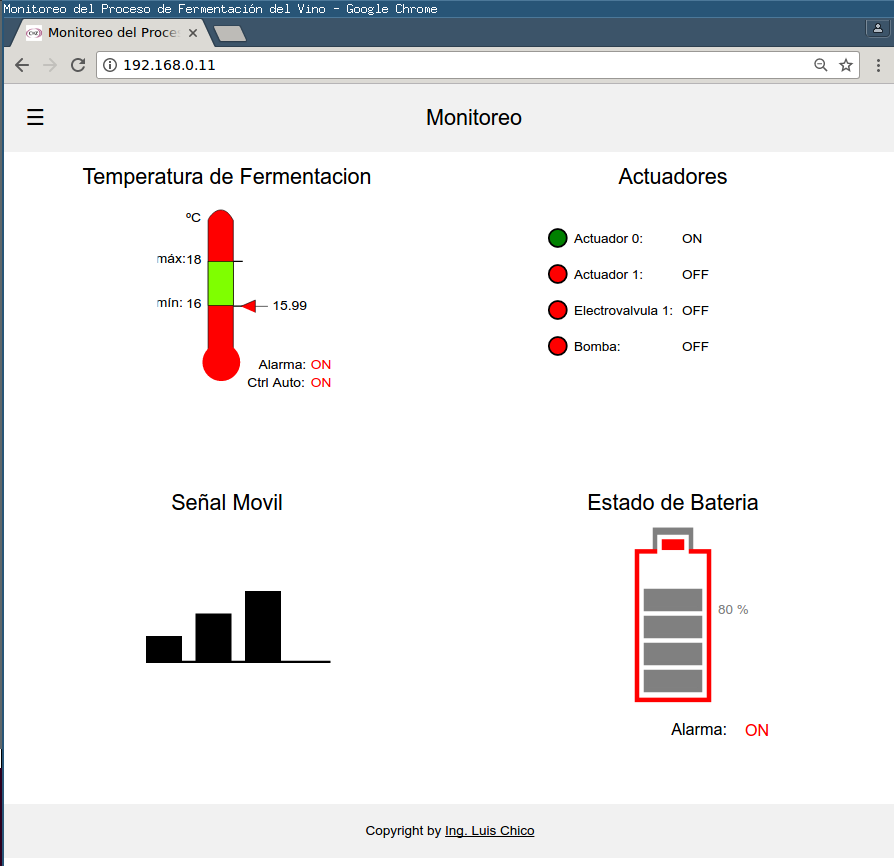 Monitoreo del Proceso de Fermentación del Vino - Google Chrome
Monitoreo del Proce
192.168.0.11
Monitoreo
Temperatura de Fermentacion
ºC
máx:18
mín: 16
15.99
Alarma: ON
Ctrl Auto: ON
Actuadores
Actuador 0: ON
Actuador 1: OFF
Electrovalvula 1: OFF
Bomba: OFF
Señal Movil
Estado de Bateria
80 %
Alarma: ON
Copyright by Ing. Luis Chico